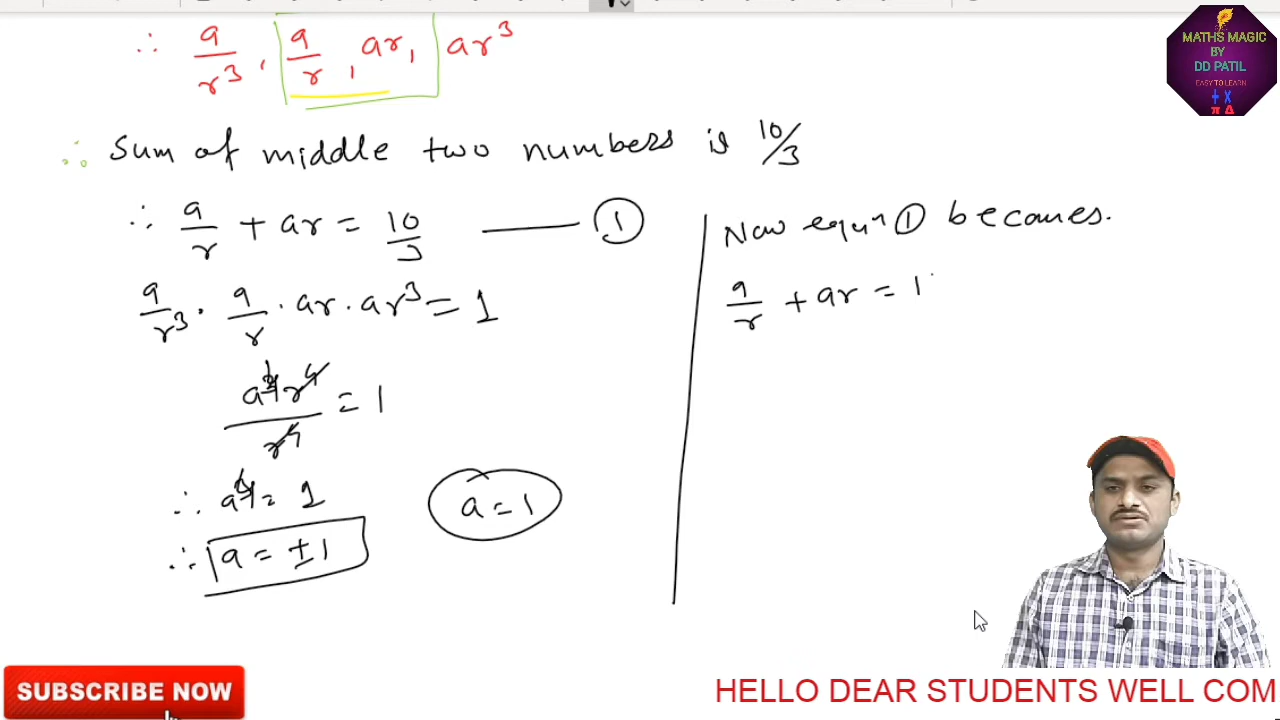 ∴ a/r³, a/r, ar, ar³
MATHS MAGIC
BY
DD PATIL
EASY TO LEARN
+ X
π Δ
∴ Sum of middle two numbers is 10/3
∴ a/r + ar = 10/3 —— ①
a/r³ · a/r · ar · ar³ = 1
a⁴r⁴/r⁴ = 1
∴ a⁴ = 1
a = 1
∴ a = ±1
Now equn ① becomes.
a/r + ar = 1
SUBSCRIBE NOW
HELLO DEAR STUDENTS WELL COM